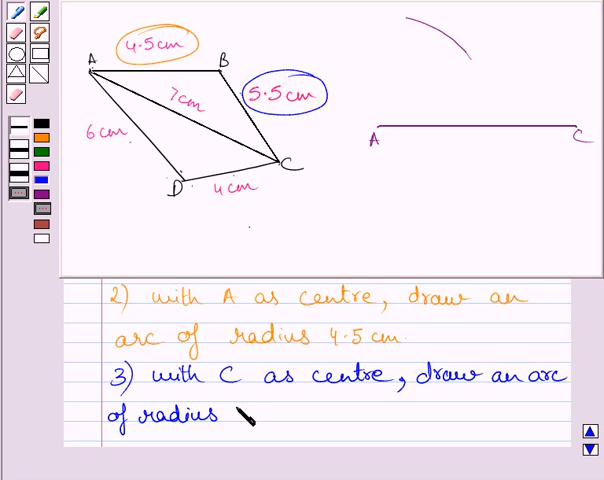 4.5cm
A
B
7cm
5.5cm
6cm
A
C
C
D
4cm
2) with A as centre, draw an
arc of radius 4.5 cm.
3) with C as centre, draw an arc
of radius